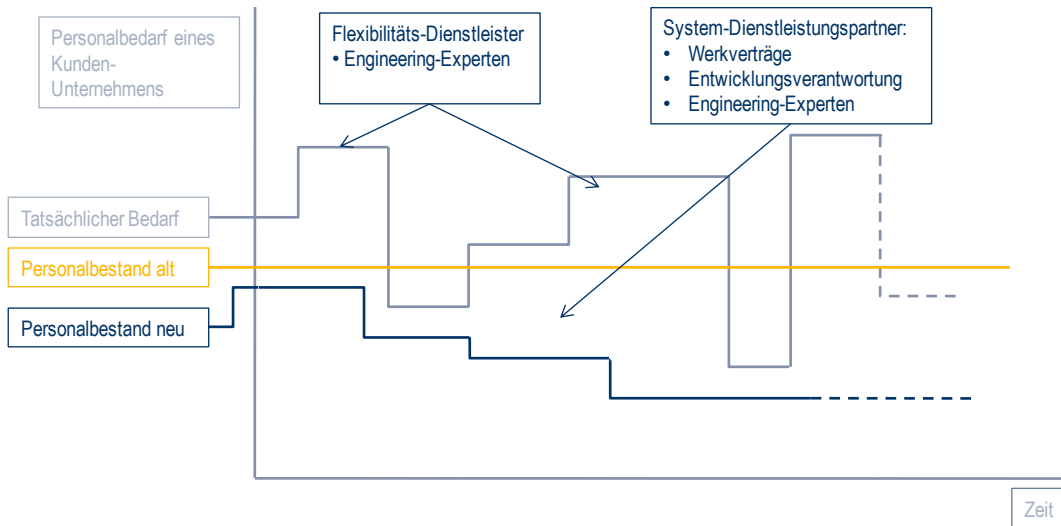 Personalbedarf eines
Kunden-
Unternehmens
Flexibilitäts-Dienstleister
• Engineering-Experten
System-Dienstleistungspartner:
• Werkverträge
• Entwicklungsverantwortung
• Engineering-Experten
Tatsächlicher Bedarf
Personalbestand alt
Personalbestand neu
Zeit